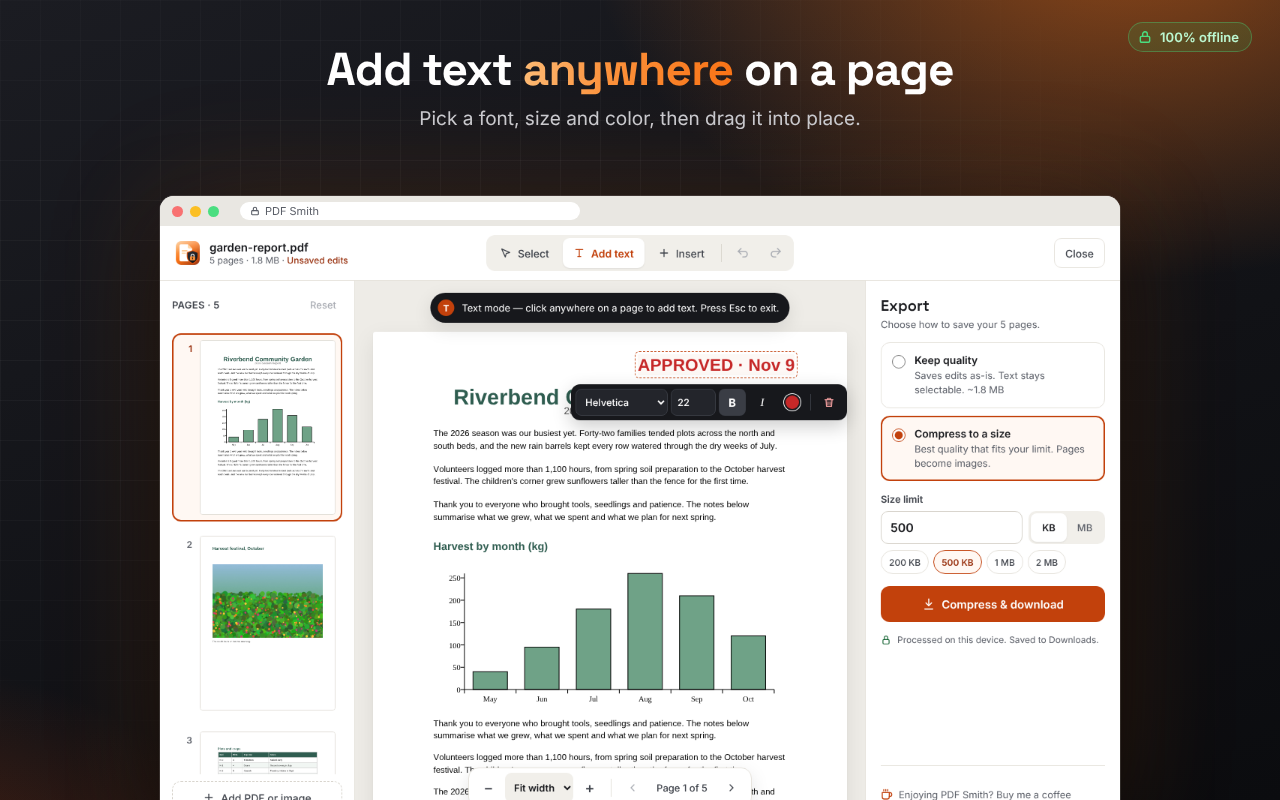 100% offline
Add text anywhere on a page
Pick a font, size and color, then drag it into place.
PDF Smith
garden-report.pdf
5 pages · 1.8 MB · Unsaved edits
Select
Add text
Insert
Close
PAGES · 5
Reset
1
Riverbend Community Garden
Harvest by month (kg)
2
Harvest festival, October
3
Add PDF or image
T
Text mode — click anywhere on a page to add text. Press Esc to exit.
APPROVED · Nov 9
Riverbend
Helvetica
22
B
I
The 2026 season was our busiest yet. Forty-two families tended plots across the north and
south beds, and the new rain barrels kept every row watered through the dry weeks of July.
Volunteers logged more than 1,100 hours, from spring soil preparation to the October harvest
festival. The children's corner grew sunflowers taller than the fence for the first time.
Thank you to everyone who brought tools, seedlings and patience. The notes below
summarise what we grew, what we spent and what we plan for next spring.
Harvest by month (kg)
250
200
150
100
50
0
May
Jun
Jul
Aug
Sep
Oct
Thank you to everyone who brought tools, seedlings and patience. The notes below
summarise what we grew, what we spent and what we plan for next spring.
Volunteers logged more than 1,100 hours, from spring soil preparation to the October harvest
festival.
The 2026
th and
Fit width
Page 1 of 5
Export
Choose how to save your 5 pages.
Keep quality
Saves edits as-is. Text stays
selectable. ~1.8 MB
Compress to a size
Best quality that fits your limit. Pages
become images.
Size limit
500
KB
MB
200 KB
500 KB
1 MB
2 MB
Compress & download
Processed on this device. Saved to Downloads.
Enjoying PDF Smith? Buy me a coffee